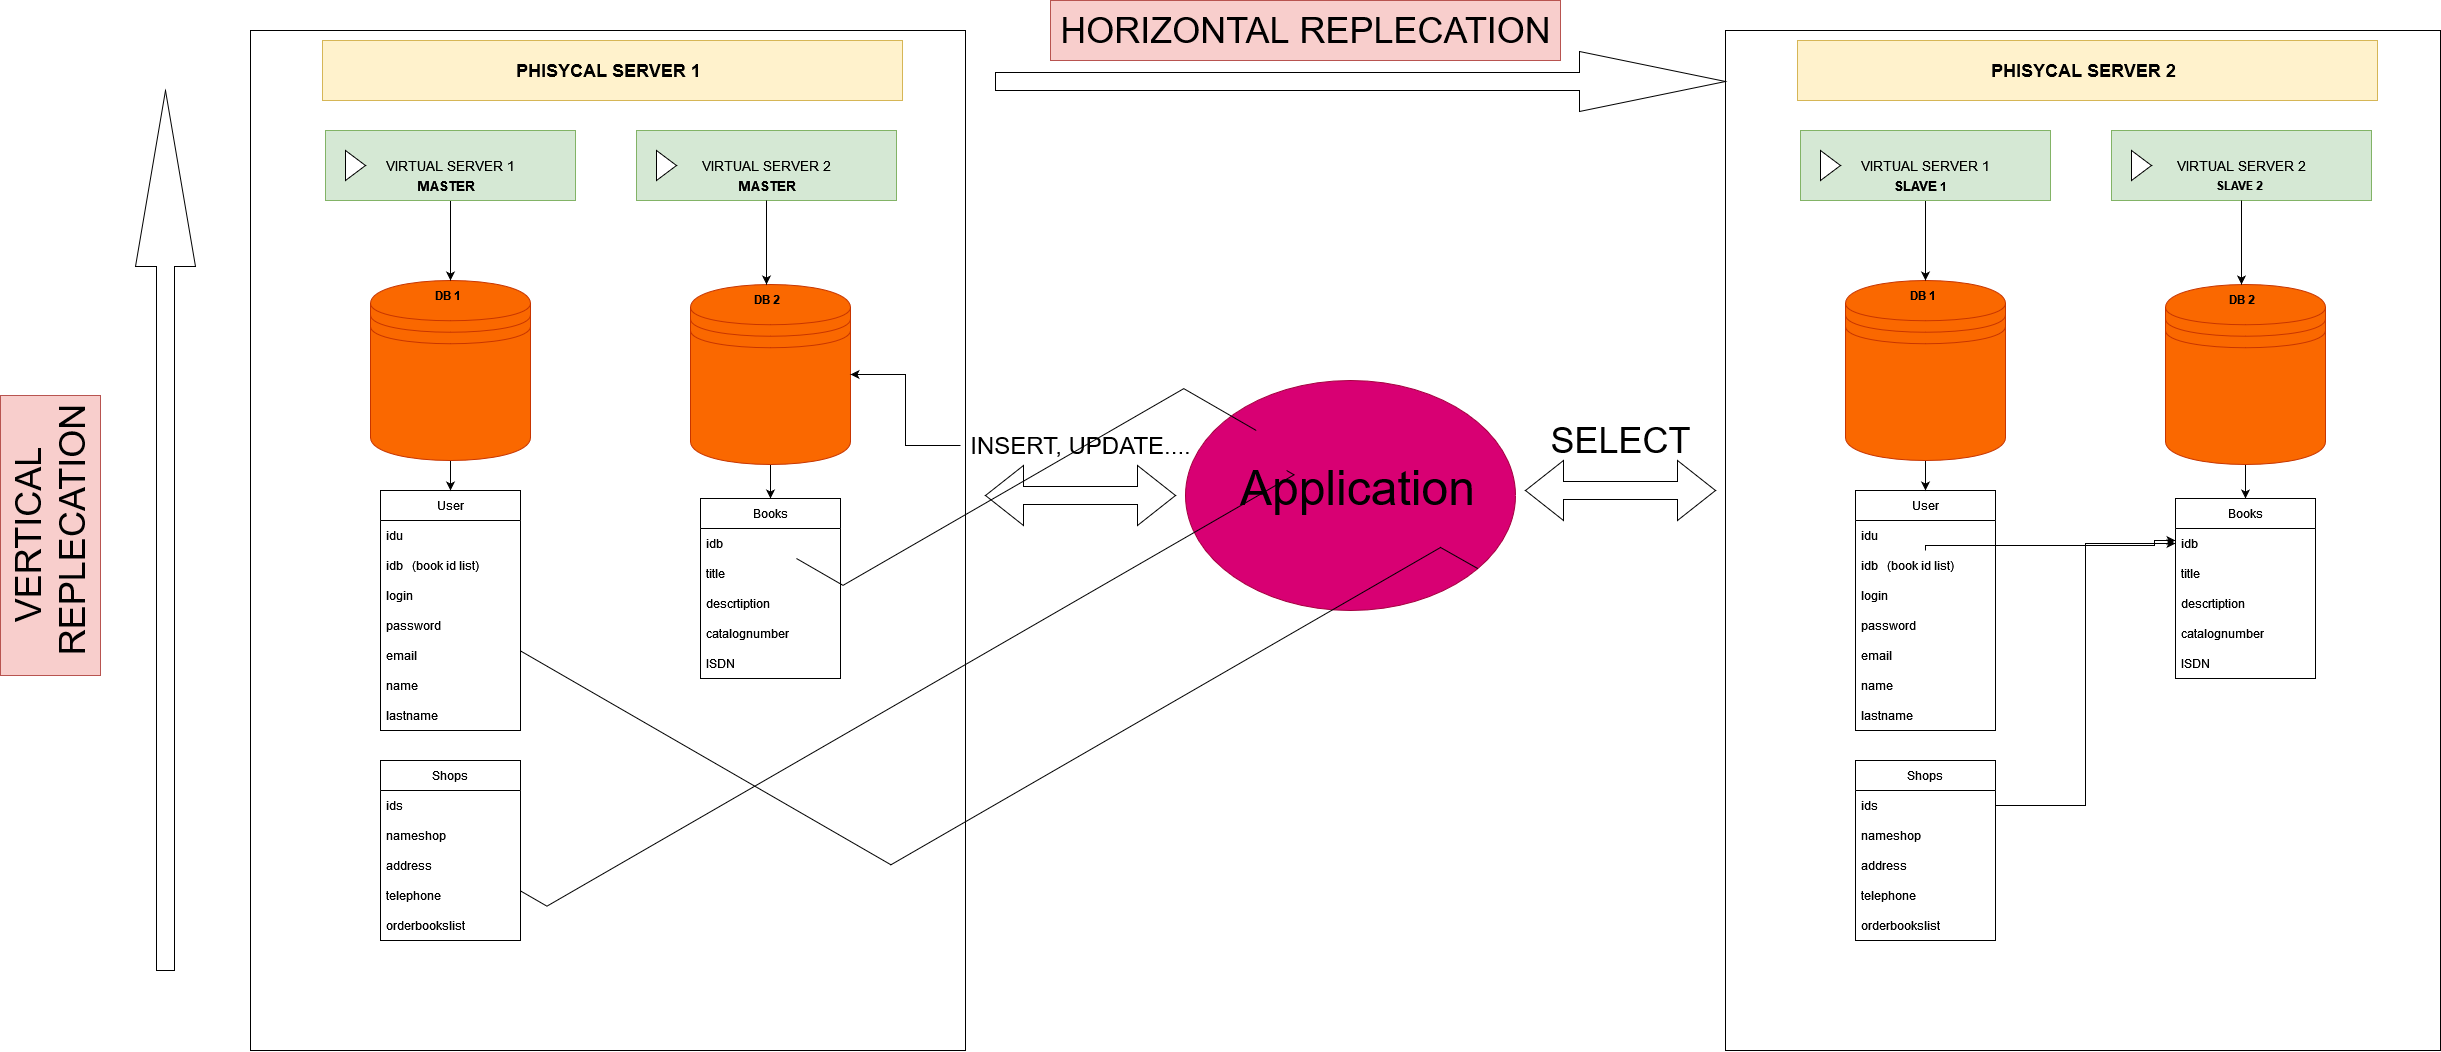 HORIZONTAL REPLECATION
VERTICAL
REPLECATION
PHISYCAL SERVER 1
VIRTUAL SERVER 1
MASTER
VIRTUAL SERVER 2
MASTER
DB 1
DB 2
User
idu
idb (book id list)
login
password
email
name
lastname
Books
idb
title
descrtiption
catalognumber
ISDN
Shops
ids
nameshop
address
telephone
orderbookslist
INSERT, UPDATE....
Application
SELECT
PHISYCAL SERVER 2
VIRTUAL SERVER 1
SLAVE 1
VIRTUAL SERVER 2
SLAVE 2
DB 1
DB 2
User
idu
idb (book id list)
login
password
email
name
lastname
Books
idb
title
descrtiption
catalognumber
ISDN
Shops
ids
nameshop
address
telephone
orderbookslist